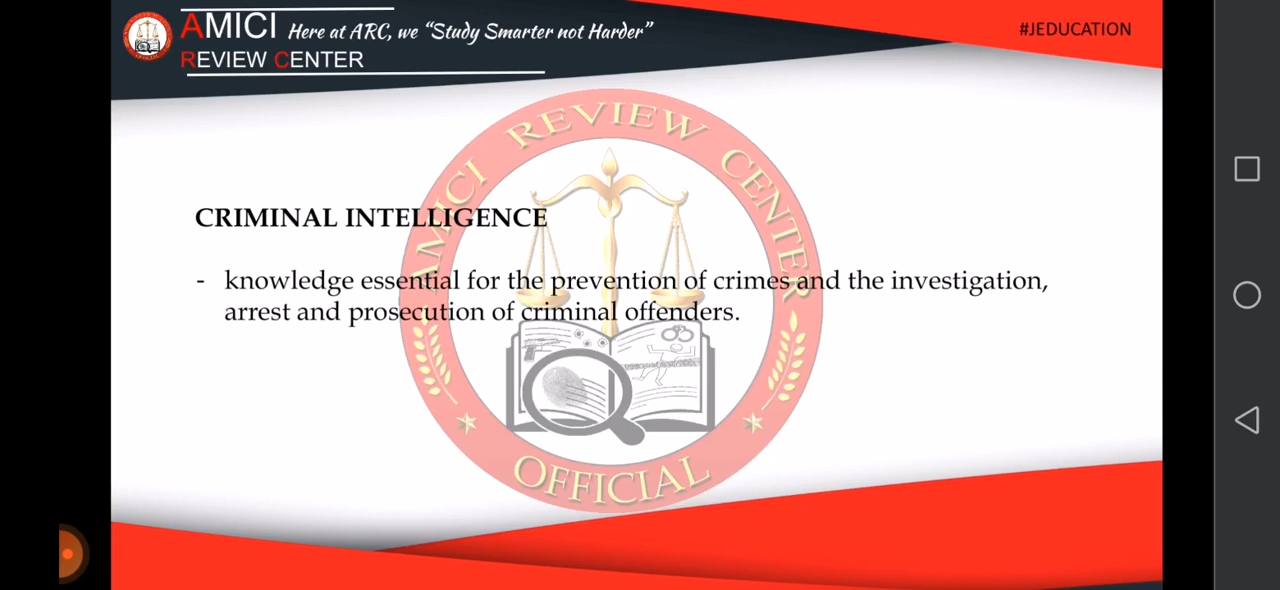 AMICI Here at ARC, we “Study Smarter not Harder”
REVIEW CENTER
#JEDUCATION
AMICI REVIEW CENTER
CRIMINAL INTELLIGENCE
- knowledge essential for the prevention of crimes and the investigation,
arrest and prosecution of criminal offenders.
OFFICIAL